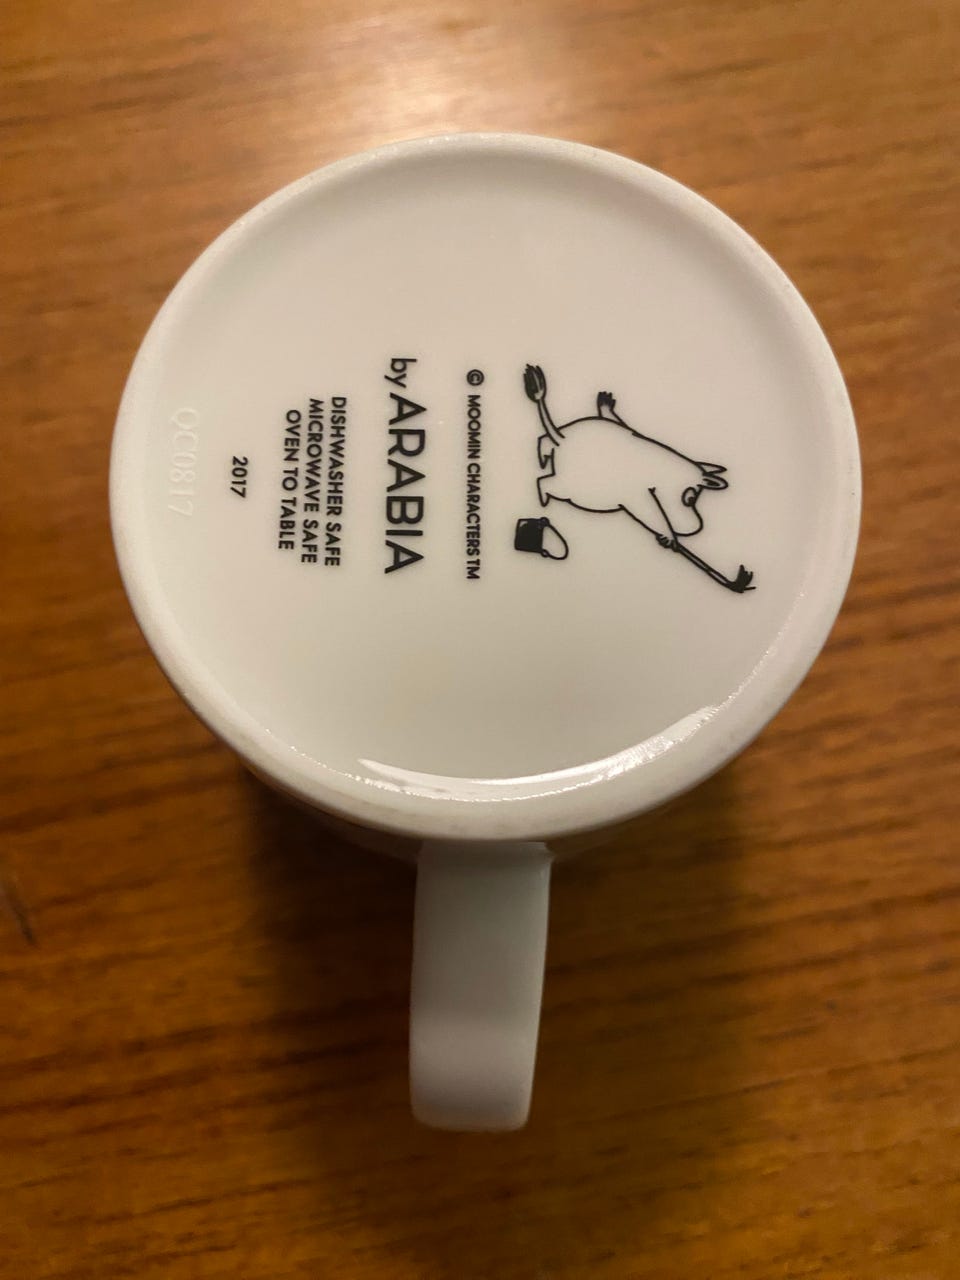 © MOOMIN CHARACTERS TM
by ARABIA
DISHWASHER SAFE
MICROWAVE SAFE
OVEN TO TABLE
2017
QC0817